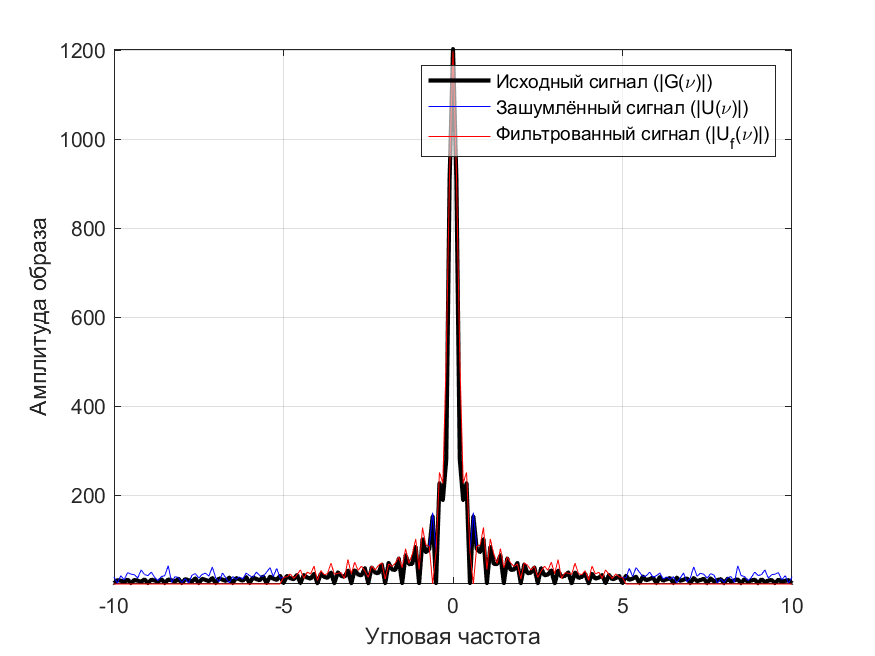 1200
1000
800
600
400
200
-10
-5
0
5
10
Амплитуда образа
Угловая частота
Исходный сигнал (|G(ν)|)
Зашумлённый сигнал (|U(ν)|)
Фильтрованный сигнал (|U_f(ν)|)